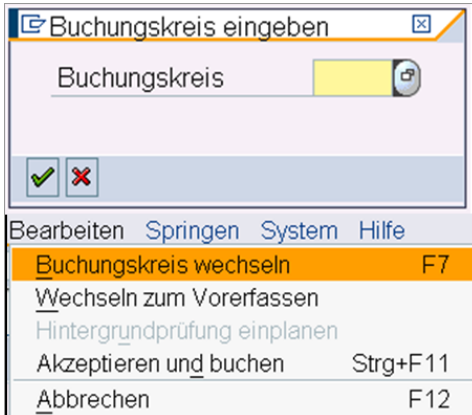 Buchungskreis eingeben
Buchungskreis
Bearbeiten Springen System Hilfe
Buchungskreis wechseln F7
Wechseln zum Vorerfassen
Hintergrundprüfung einplanen
Akzeptieren und buchen Strg+F11
Abbrechen F12